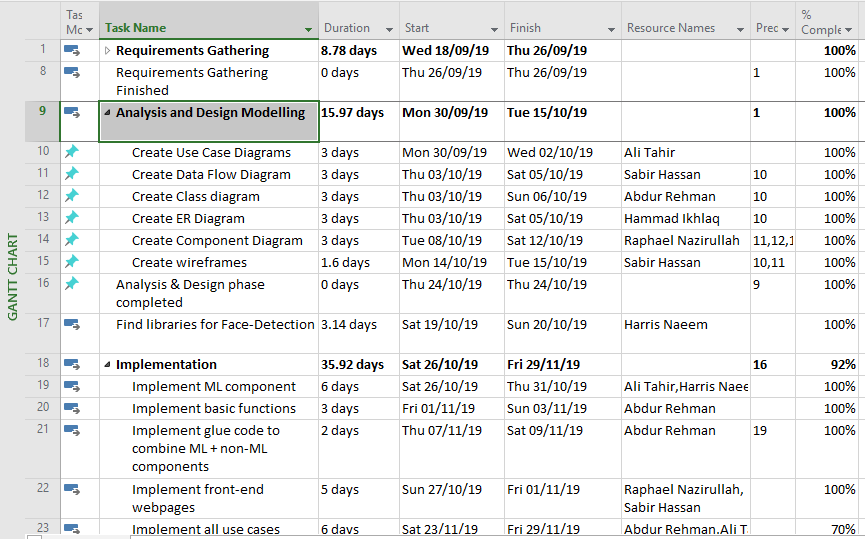 Tas Mc Task Name Duration Start Finish Resource Names Prec % Comple
1 Requirements Gathering 8.78 days Wed 18/09/19 Thu 26/09/19 100%
8 Requirements Gathering 0 days Thu 26/09/19 Thu 26/09/19 1 100%
Finished
9 Analysis and Design Modelling 15.97 days Mon 30/09/19 Tue 15/10/19 1 100%
10 Create Use Case Diagrams 3 days Mon 30/09/19 Wed 02/10/19 Ali Tahir 100%
11 Create Data Flow Diagram 3 days Thu 03/10/19 Sat 05/10/19 Sabir Hassan 10 100%
12 Create Class diagram 3 days Thu 03/10/19 Sun 06/10/19 Abdur Rehman 10 100%
13 Create ER Diagram 3 days Thu 03/10/19 Sat 05/10/19 Hammad Ikhlaq 10 100%
14 Create Component Diagram 3 days Tue 08/10/19 Sat 12/10/19 Raphael Nazirullah 11,12,1 100%
15 Create wireframes 1.6 days Mon 14/10/19 Tue 15/10/19 Sabir Hassan 10,11 100%
16 Analysis & Design phase 0 days Thu 24/10/19 Thu 24/10/19 9 100%
completed
17 Find libraries for Face-Detection 3.14 days Sat 19/10/19 Sun 20/10/19 Harris Naeem 100%
18 Implementation 35.92 days Sat 26/10/19 Fri 29/11/19 16 92%
19 Implement ML component 6 days Sat 26/10/19 Thu 31/10/19 Ali Tahir,Harris Naee 100%
20 Implement basic functions 3 days Fri 01/11/19 Sun 03/11/19 Abdur Rehman 100%
21 Implement glue code to 2 days Thu 07/11/19 Sat 09/11/19 Abdur Rehman 19 100%
combine ML + non-ML
components
22 Implement front-end 5 days Sun 27/10/19 Fri 01/11/19 Raphael Nazirullah, 100%
webpages Sabir Hassan
23 Implement all use cases 6 days Sat 23/11/19 Fri 29/11/19 Abdur Rehman,Ali T 70%
GANTT CHART